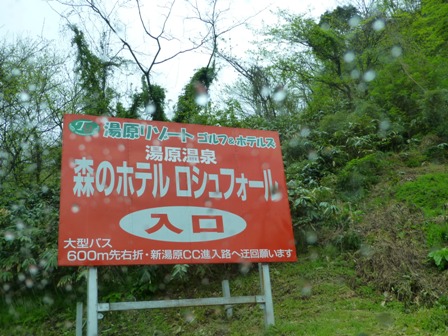 湯原リゾート ゴルフ&ホテルズ
湯原温泉
森のホテル ロシュフォール
入口
大型バス
600m先右折・新湯原CC進入路へ迂回願います